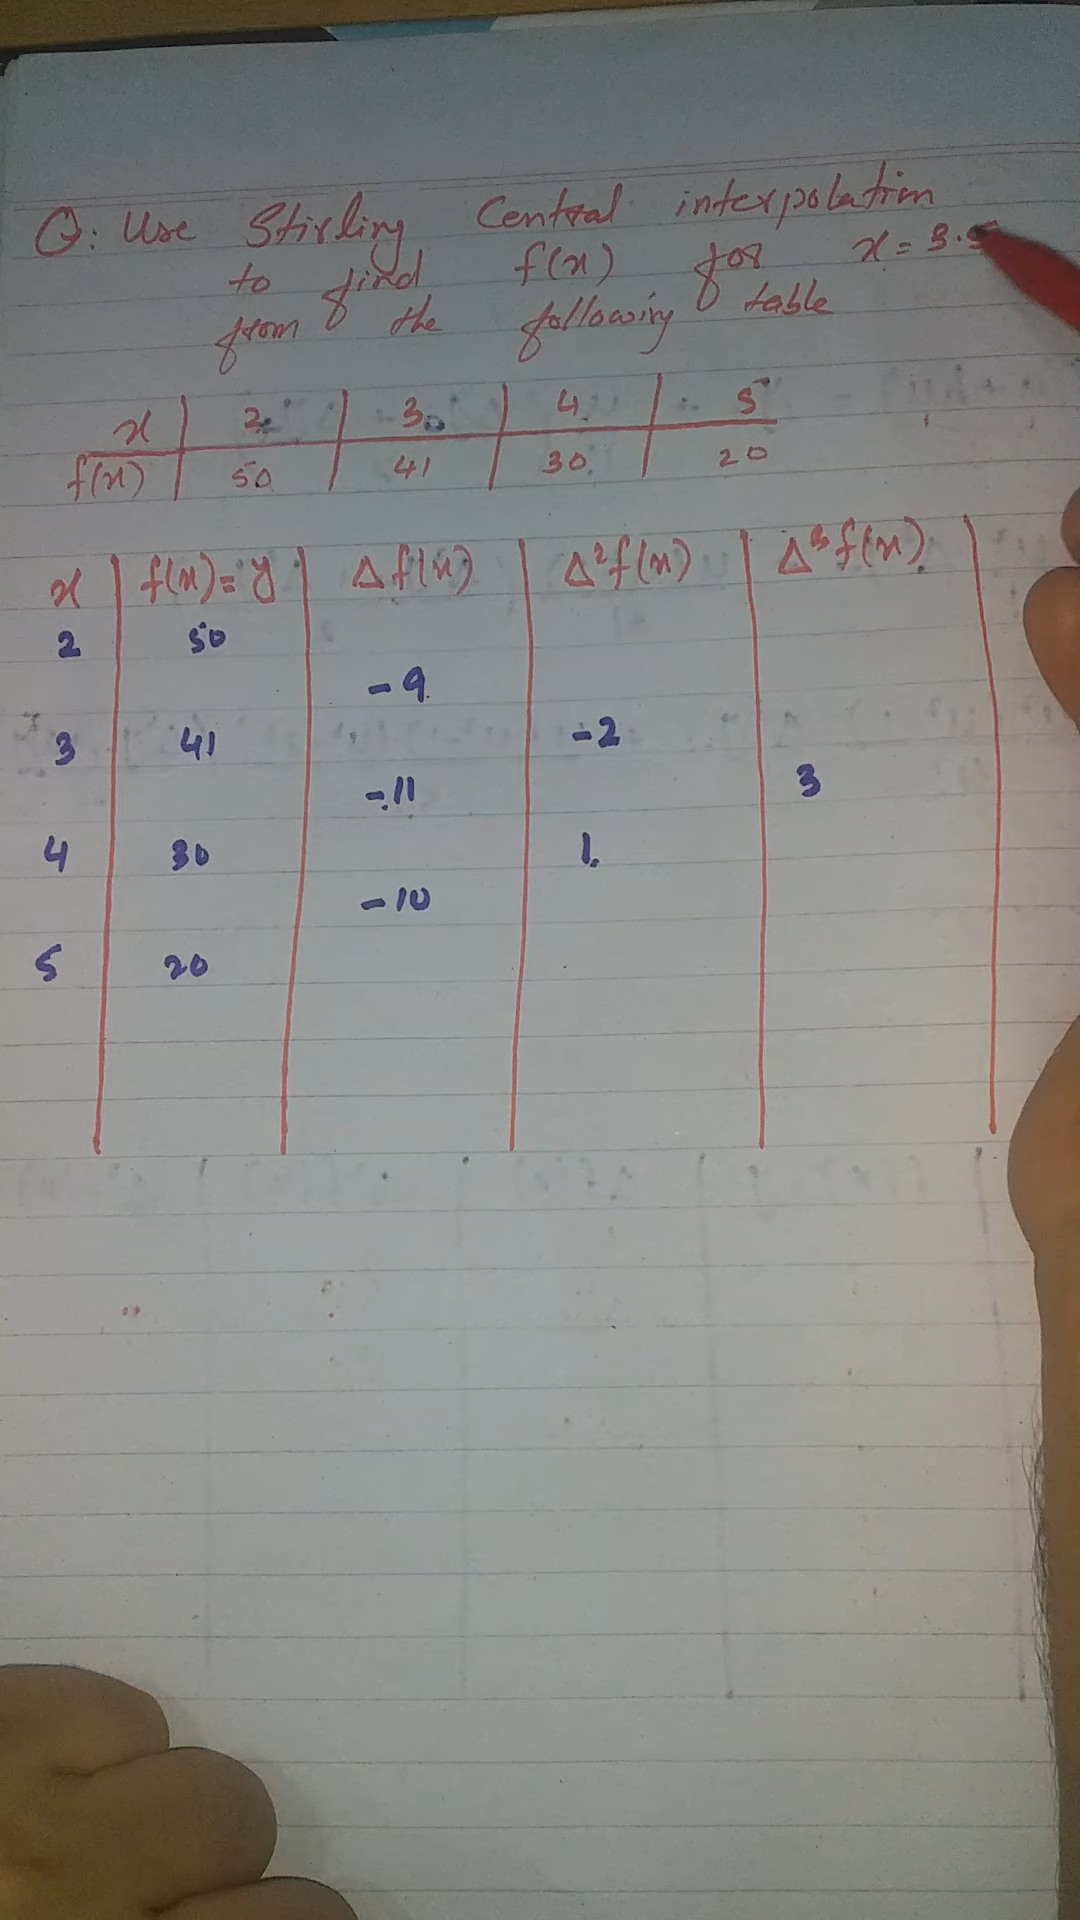 Q: Use Stirling Central interpolation
to find f(x) for x = 3.5
from the following table
x | 2 | 3 | 4 | 5
f(x) | 50 | 41 | 30 | 20
x | f(x)= y | Δf(x) | Δ²f(x) | Δ³f(x)
2 50
-9
3 41 -2
-11 3
4 30 1
-10
5 20